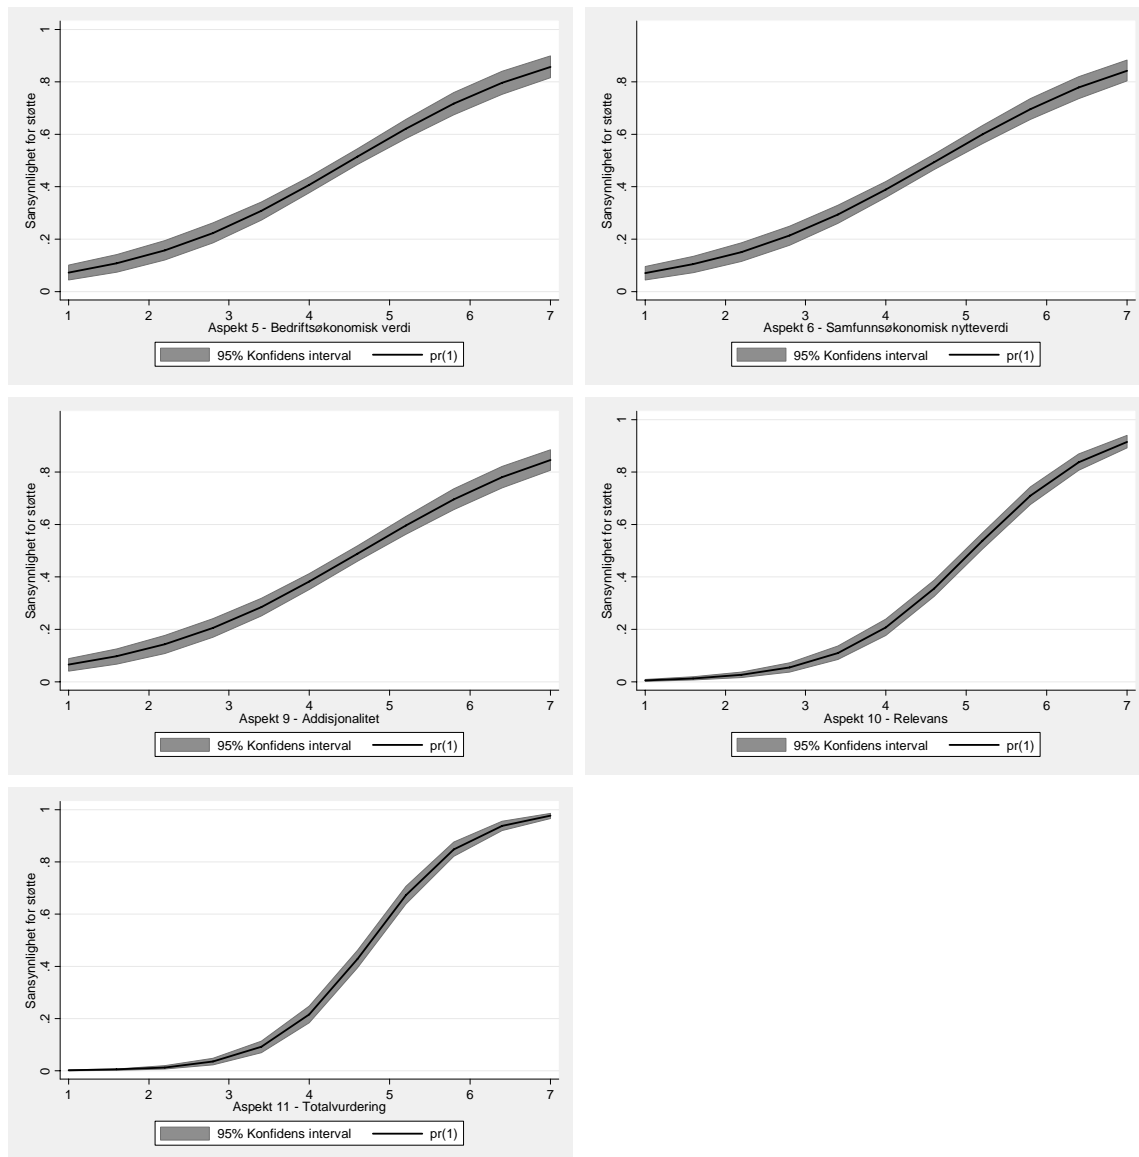 Sansynnlighet for støtte
1
.8
.6
.4
.2
0
1 2 3 4 5 6 7
Aspekt 5 - Bedriftsøkonomisk verdi
95% Konfidens interval pr(1)
Sansynnlighet for støtte
.8
.6
.4
.2
0
1 2 3 4 5 6 7
Aspekt 6 - Samfunnsøkonomisk nytteverdi
95% Konfidens interval pr(1)
Sansynnlighet for støtte
.8
.6
.4
.2
0
1 2 3 4 5 6 7
Aspekt 9 - Addisjonalitet
95% Konfidens interval pr(1)
Sansynnlighet for støtte
1
.8
.6
.4
.2
0
1 2 3 4 5 6 7
Aspekt 10 - Relevans
95% Konfidens interval pr(1)
Sansynnlighet for støtte
1
.8
.6
.4
.2
0
1 2 3 4 5 6 7
Aspekt 11 - Totalvurdering
95% Konfidens interval pr(1)